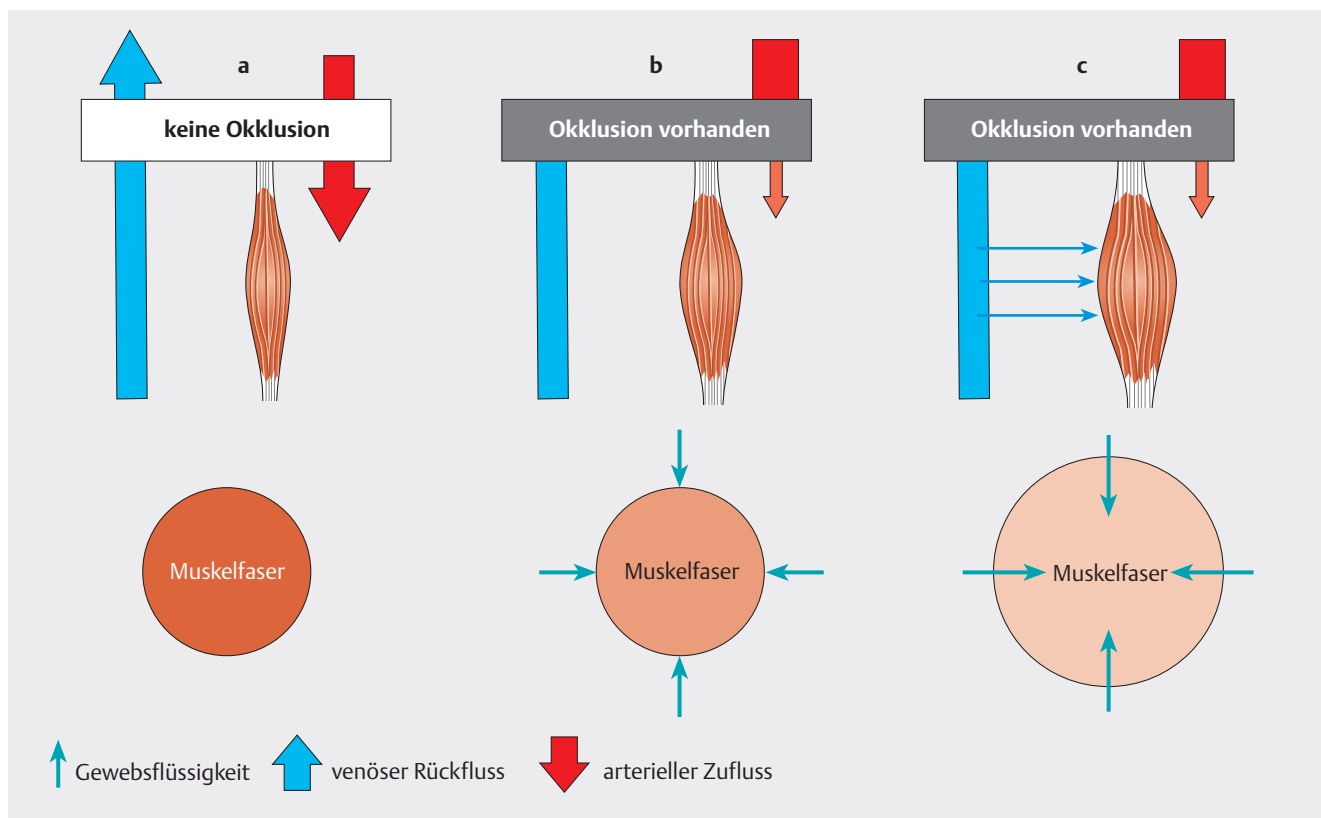 a
b
c
keine Okklusion
Okklusion vorhanden
Okklusion vorhanden
Muskelfaser
Muskelfaser
Muskelfaser
Gewebsflüssigkeit
venöser Rückfluss
arterieller Zufluss